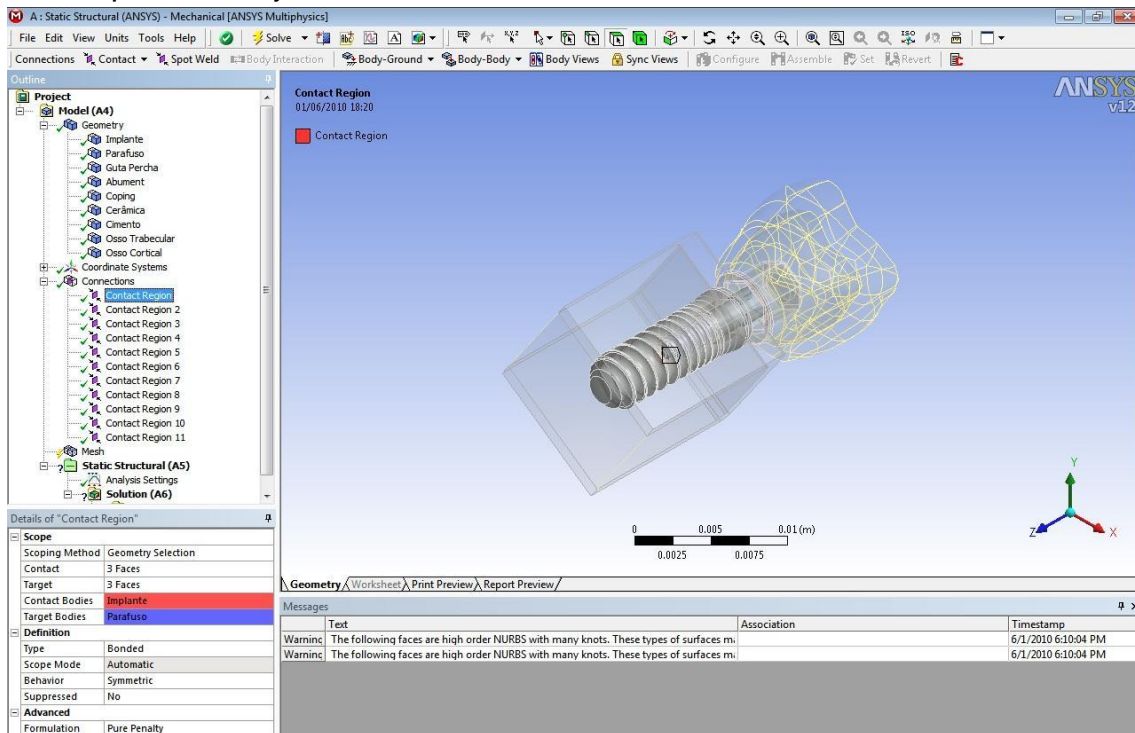 A : Static Structural (ANSYS) - Mechanical [ANSYS Multiphysics]
File Edit View Units Tools Help Solve
Connections Contact Spot Weld Body Interaction Body-Ground Body-Body Body Views Sync Views Configure Assemble Set Revert
Outline
Project
Model (A4)
Geometry
Implante
Parafuso
Guta Percha
Abument
Coping
Cerâmica
Cimento
Osso Trabecular
Osso Cortical
Coordinate Systems
Connections
Contact Region
Contact Region 2
Contact Region 3
Contact Region 4
Contact Region 5
Contact Region 6
Contact Region 7
Contact Region 8
Contact Region 9
Contact Region 10
Contact Region 11
Mesh
Static Structural (A5)
Analysis Settings
Solution (A6)
Details of "Contact Region"
Scope
Scoping Method Geometry Selection
Contact 3 Faces
Target 3 Faces
Contact Bodies Implante
Target Bodies Parafuso
Definition
Type Bonded
Scope Mode Automatic
Behavior Symmetric
Suppressed No
Advanced
Formulation Pure Penalty
Contact Region
01/06/2010 18:20
Contact Region
ANSYS
v12
0 0.005 0.01 (m)
0.0025 0.0075
Y
Z X
Geometry Worksheet Print Preview Report Preview
Messages
Text Association Timestamp
Warning The following faces are high order NURBS with many knots. These types of surfaces m 6/1/2010 6:10:04 PM
Warning The following faces are high order NURBS with many knots. These types of surfaces m 6/1/2010 6:10:04 PM